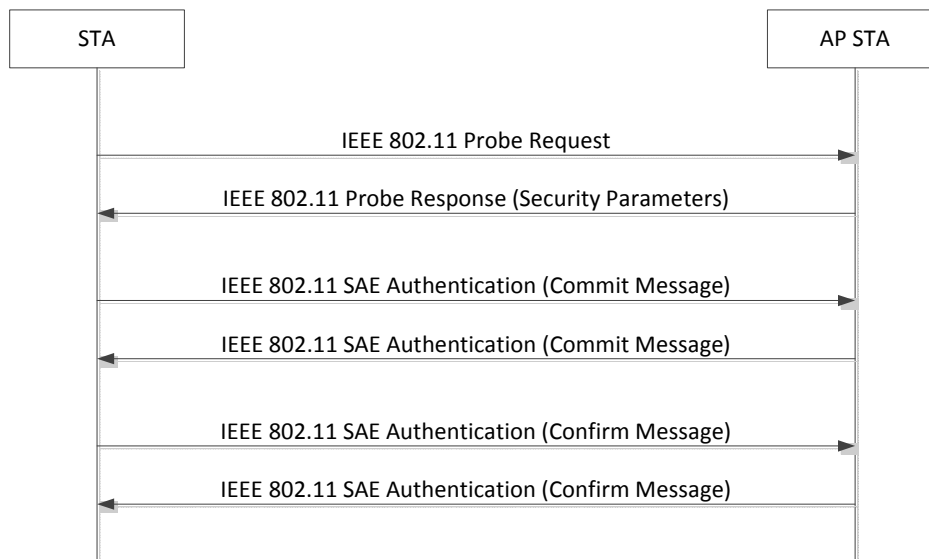 STA
AP STA
IEEE 802.11 Probe Request
IEEE 802.11 Probe Response (Security Parameters)
IEEE 802.11 SAE Authentication (Commit Message)
IEEE 802.11 SAE Authentication (Commit Message)
IEEE 802.11 SAE Authentication (Confirm Message)
IEEE 802.11 SAE Authentication (Confirm Message)